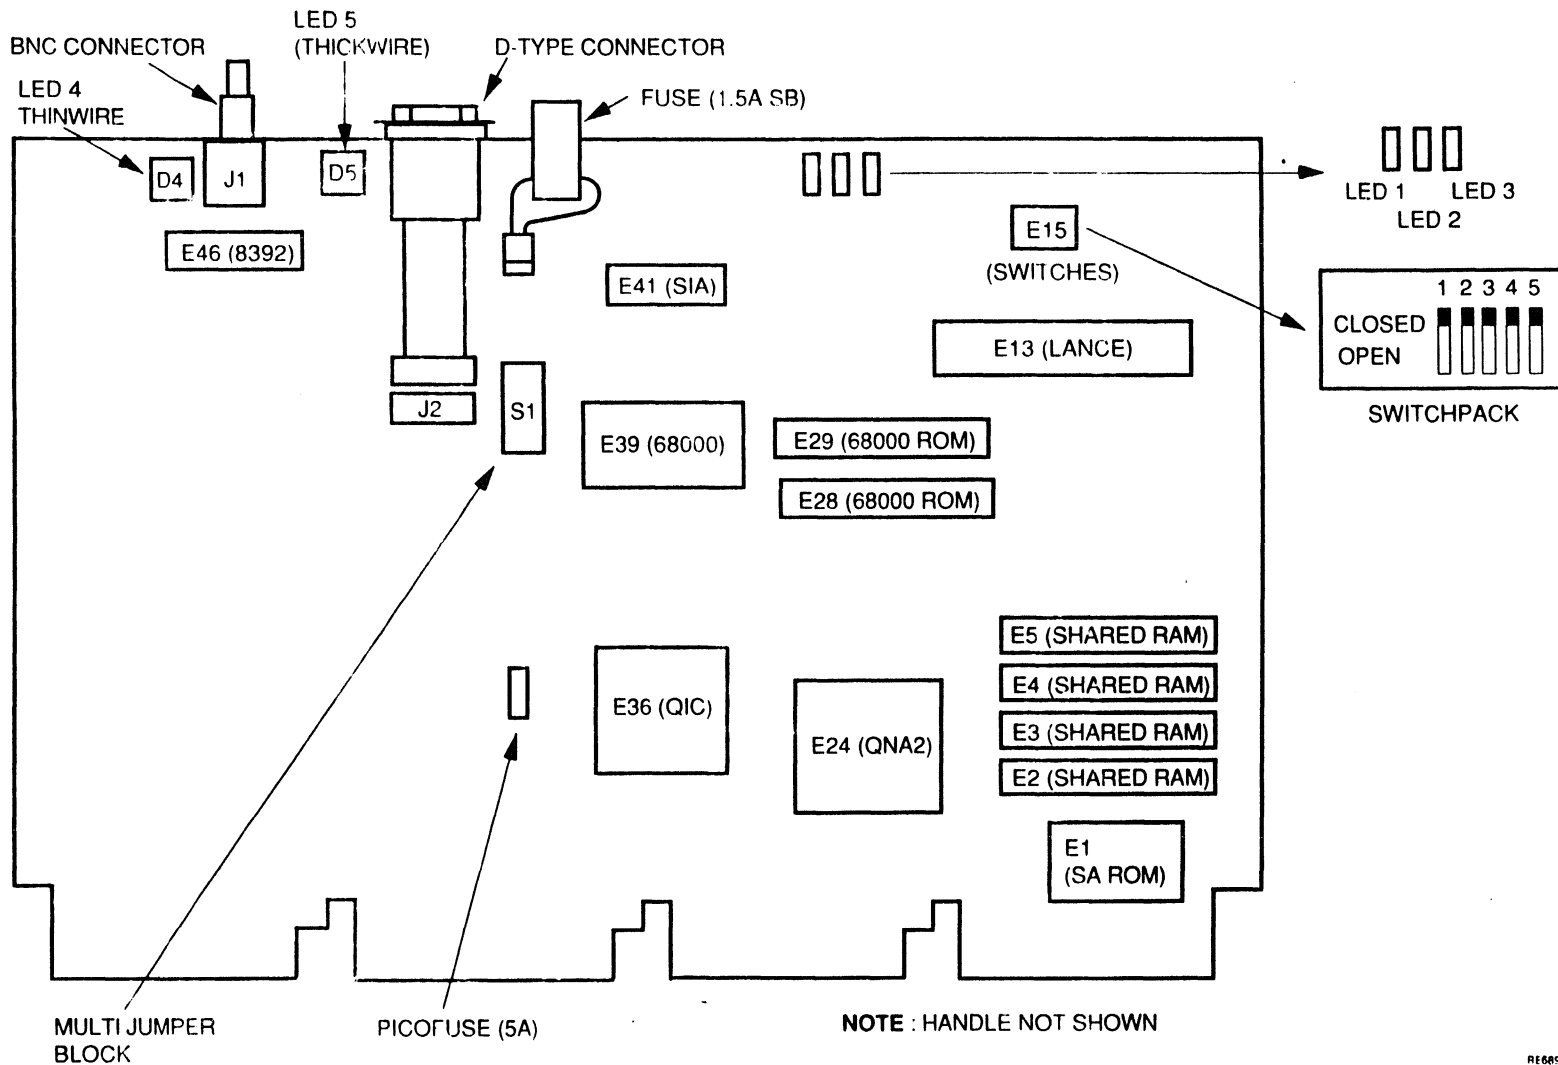 LED 5
(THICKWIRE)
BNC CONNECTOR
D-TYPE CONNECTOR
LED 4
THINWIRE
FUSE (1.5A SB)
D4
J1
D5
LED 1
LED 3
LED 2
E46 (8392)
E15
(SWITCHES)
E41 (SIA)
1 2 3 4 5
CLOSED
OPEN
SWITCHPACK
E13 (LANCE)
J2
S1
E39 (68000)
E29 (68000 ROM)
E28 (68000 ROM)
E5 (SHARED RAM)
E4 (SHARED RAM)
E3 (SHARED RAM)
E2 (SHARED RAM)
E36 (QIC)
E24 (QNA2)
E1
(SA ROM)
MULTI JUMPER
BLOCK
PICOFUSE (5A)
NOTE : HANDLE NOT SHOWN